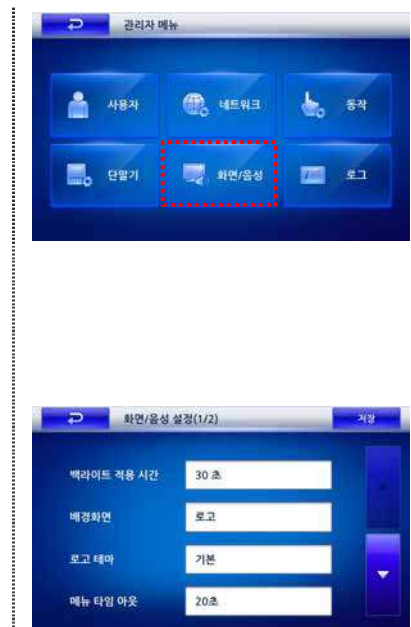 관리자 메뉴
사용자 네트워크 동작
단말기 화면/음성 로그
화면/음성 설정(1/2) 저장
백라이트 적용 시간 30 초
배경화면 로고
로고 테마 기본
메뉴 타임 아웃 20초